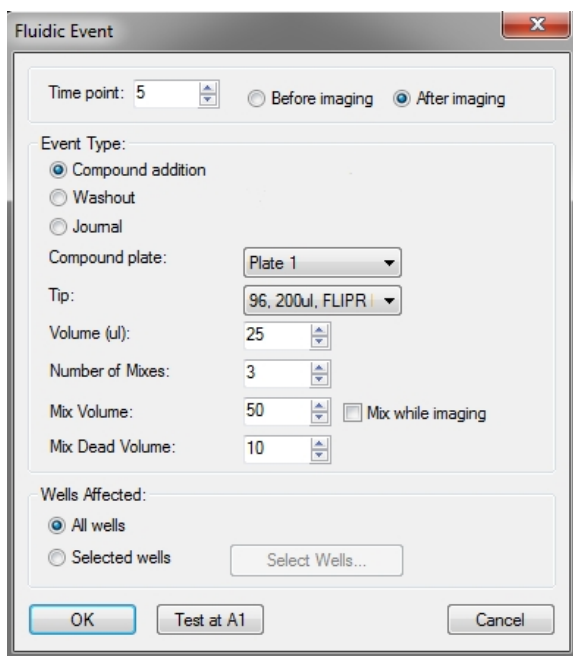 Fluidic Event
Time point: 5 Before imaging After imaging
Event Type:
Compound addition
Washout
Journal
Compound plate: Plate 1
Tip: 96, 200ul, FLIPR
Volume (ul): 25
Number of Mixes: 3
Mix Volume: 50 Mix while imaging
Mix Dead Volume: 10
Wells Affected:
All wells
Selected wells Select Wells...
OK Test at A1 Cancel